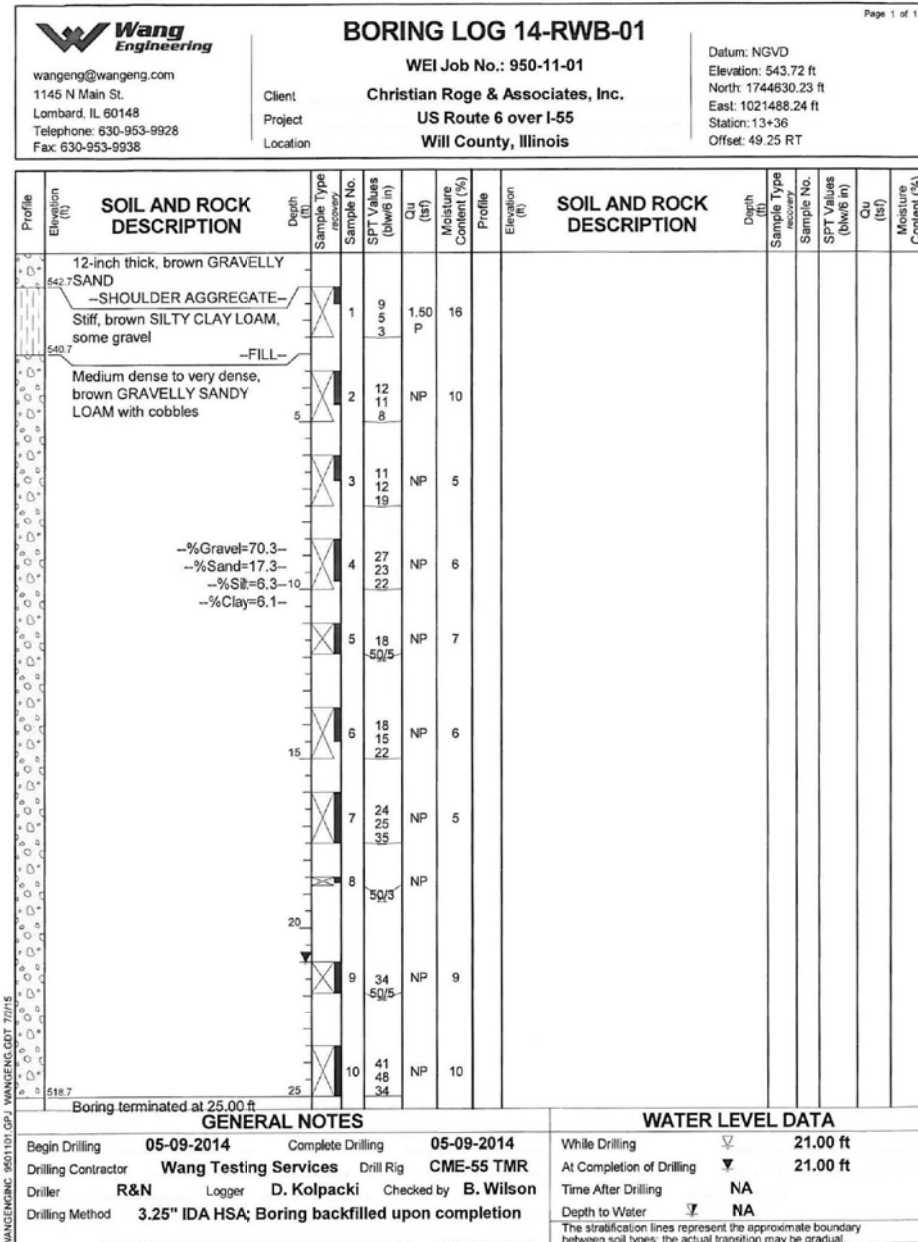 Page 1 of 1
Wang
Engineering
wangeng@wangeng.com
1145 N Main St.
Lombard, IL 60148
Telephone: 630-953-9928
Fax: 630-953-9938
BORING LOG 14-RWB-01
WEI Job No.: 950-11-01
Client Christian Roge & Associates, Inc.
Project US Route 6 over I-55
Location Will County, Illinois
Datum: NGVD
Elevation: 543.72 ft
North: 1744630.23 ft
East: 1021488.24 ft
Station: 13+36
Offset: 49.25 RT
Profile Elevation (ft) SOIL AND ROCK DESCRIPTION Depth (ft) Sample Type recovery Sample No. SPT Values (blw/6 in) Qu (tsf) Moisture Content (%) Profile Elevation (ft) SOIL AND ROCK DESCRIPTION Depth (ft) Sample Type recovery Sample No. SPT Values (blw/6 in) Qu (tsf) Moisture Content (%)
12-inch thick, brown GRAVELLY
542.7 SAND
--SHOULDER AGGREGATE--
Stiff, brown SILTY CLAY LOAM,
some gravel
540.7 --FILL--
1 9 5 3 1.50 P 16
Medium dense to very dense,
brown GRAVELLY SANDY
LOAM with cobbles
5
2 12 11 8 NP 10
3 11 12 19 NP 5
--%Gravel=70.3--
--%Sand=17.3--
--%Silt=6.3-- 10
--%Clay=6.1--
4 27 23 22 NP 6
5 18 50/5 NP 7
15
6 18 15 22 NP 6
7 24 25 35 NP 5
8 50/3 NP
20
9 34 50/5 NP 9
10 41 48 34 NP 10
518.7 25
Boring terminated at 25.00 ft
GENERAL NOTES
Begin Drilling 05-09-2014 Complete Drilling 05-09-2014
Drilling Contractor Wang Testing Services Drill Rig CME-55 TMR
Driller R&N Logger D. Kolpacki Checked by B. Wilson
Drilling Method 3.25" IDA HSA; Boring backfilled upon completion
WATER LEVEL DATA
While Drilling 21.00 ft
At Completion of Drilling 21.00 ft
Time After Drilling NA
Depth to Water NA
The stratification lines represent the approximate boundary
between soil types; the actual transition may be gradual.
WANGENGINC 9501101.GPJ WANGENG.GDT 7/2/15